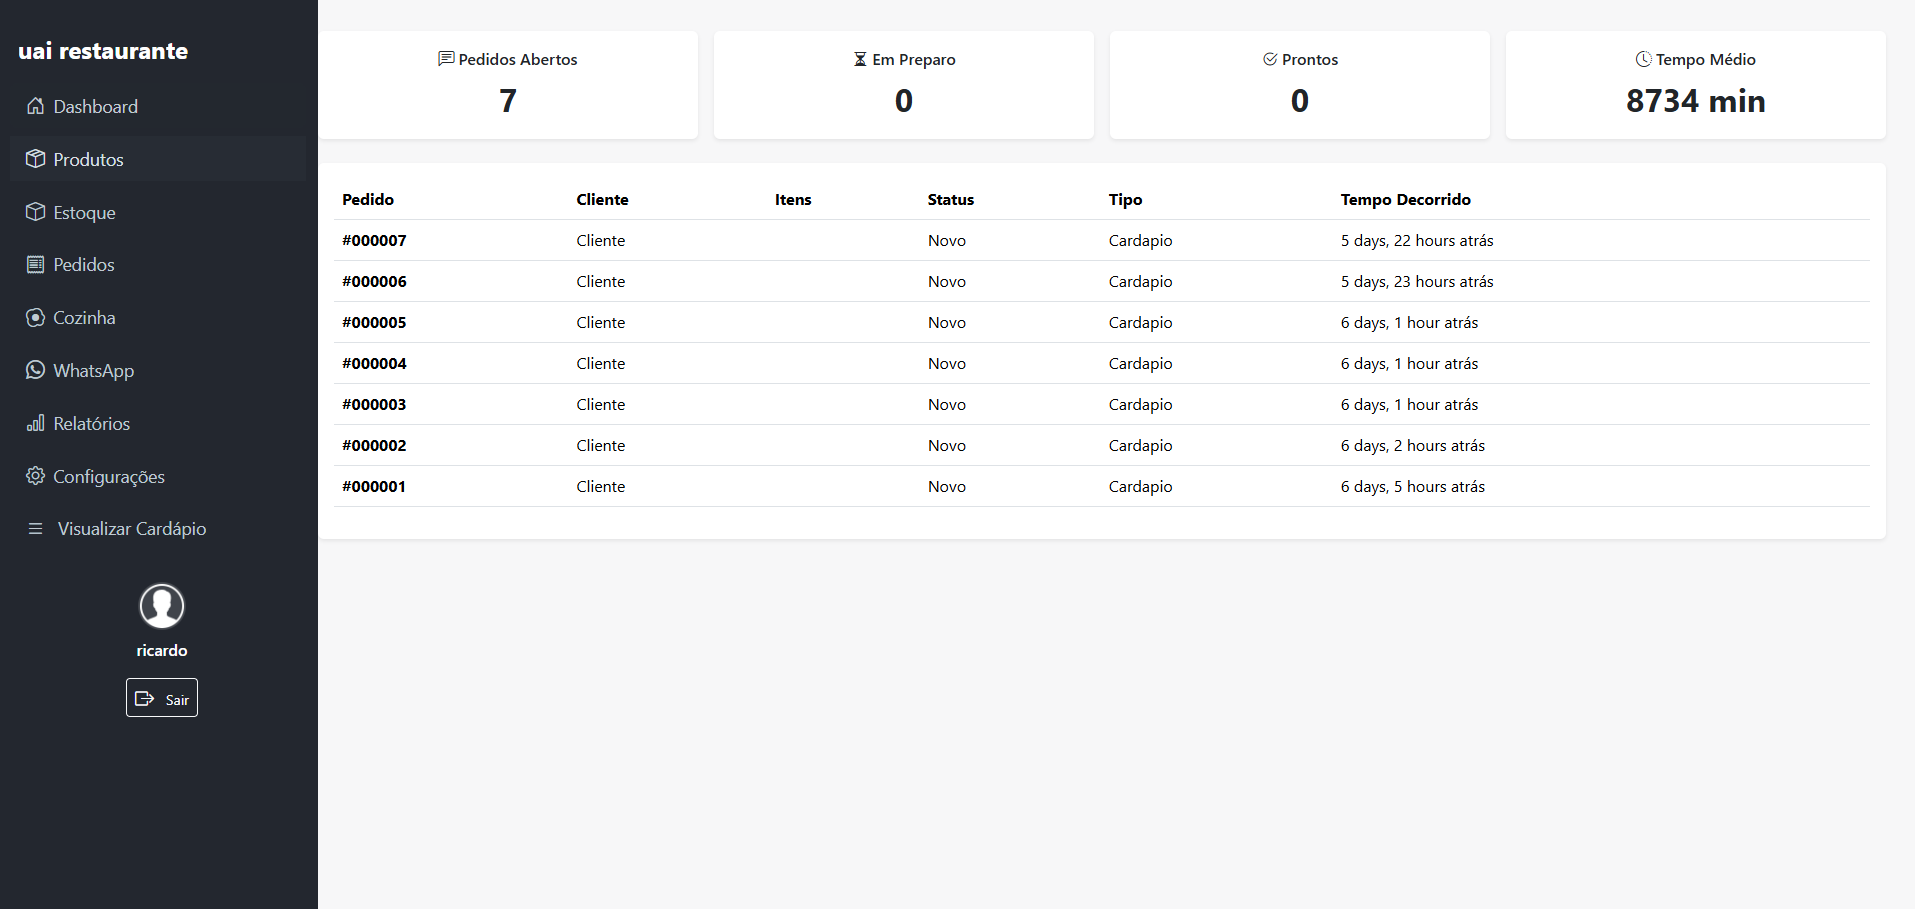 uai restaurante
Dashboard
Produtos
Estoque
Pedidos
Cozinha
WhatsApp
Relatórios
Configurações
Visualizar Cardápio
ricardo
Sair
Pedidos Abertos
7
Em Preparo
0
Prontos
0
Tempo Médio
8734 min
Pedido Cliente Itens Status Tipo Tempo Decorrido
#000007 Cliente Novo Cardapio 5 days, 22 hours atrás
#000006 Cliente Novo Cardapio 5 days, 23 hours atrás
#000005 Cliente Novo Cardapio 6 days, 1 hour atrás
#000004 Cliente Novo Cardapio 6 days, 1 hour atrás
#000003 Cliente Novo Cardapio 6 days, 1 hour atrás
#000002 Cliente Novo Cardapio 6 days, 2 hours atrás
#000001 Cliente Novo Cardapio 6 days, 5 hours atrás